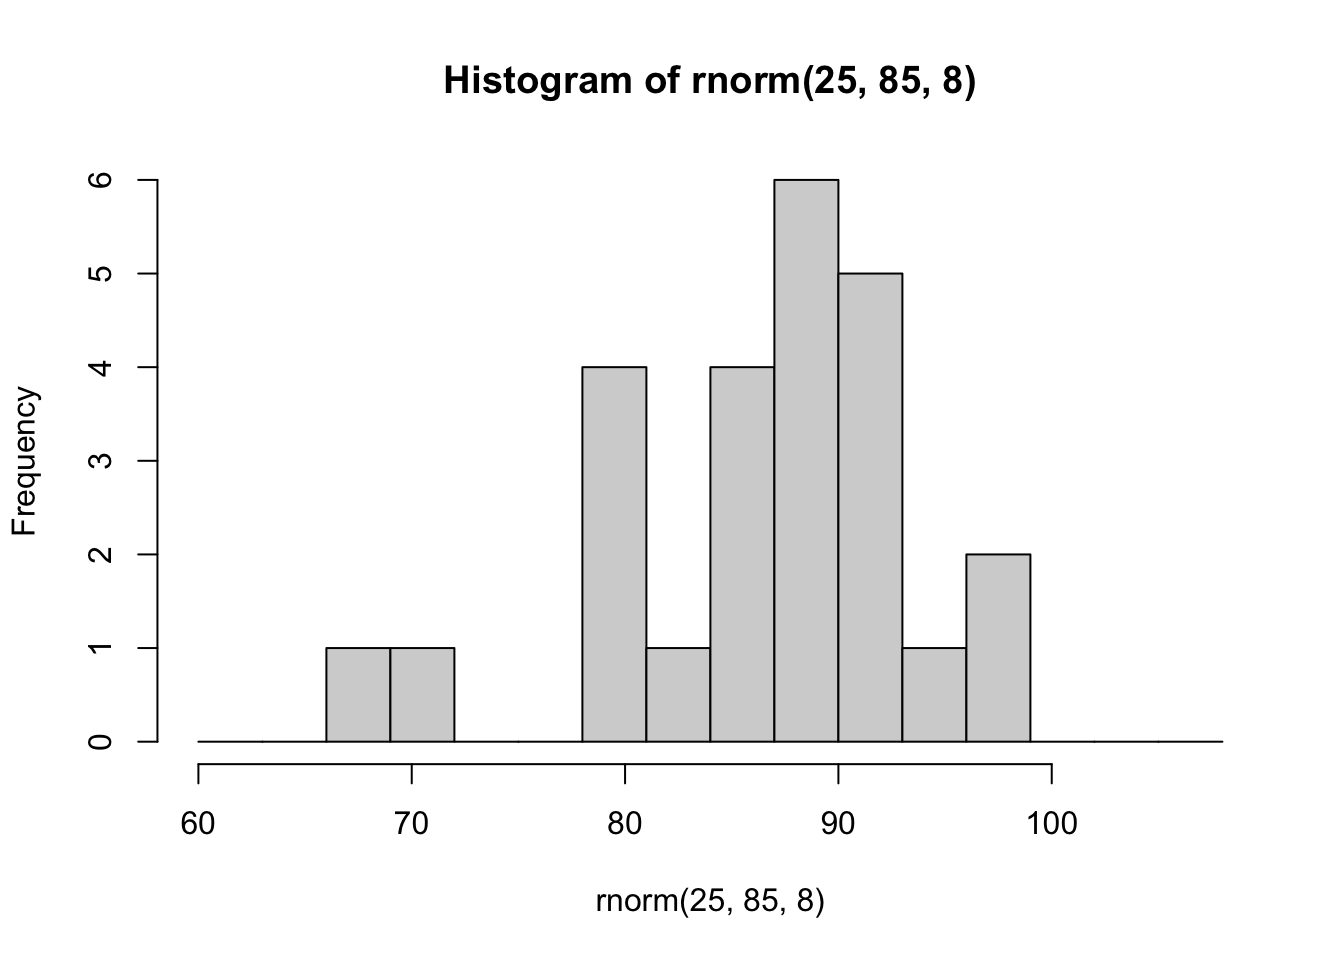 Histogram of rnorm(25, 85, 8)
Frequency
6
5
4
3
2
1
0
60 70 80 90 100
rnorm(25, 85, 8)